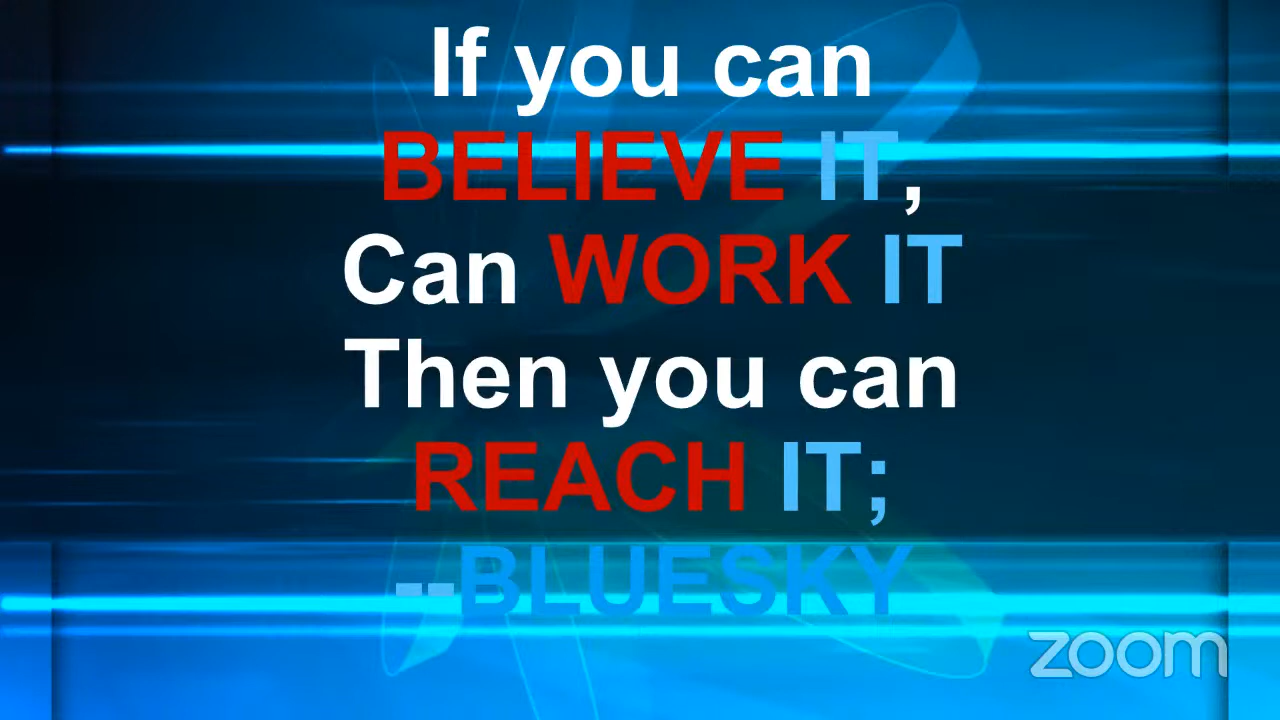 If you can
BELIEVE IT,
Can WORK IT
Then you can
REACH IT;
--BLUESKY
zoom